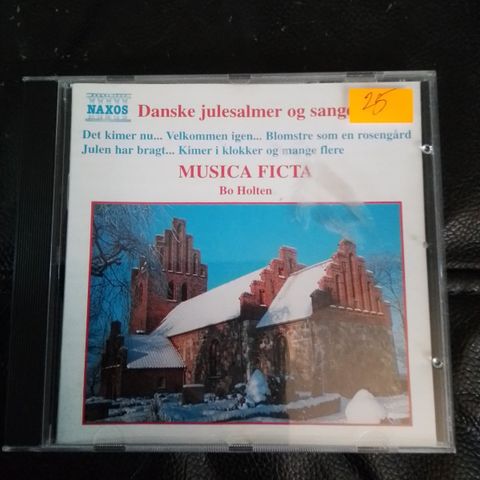 NAXOS
Danske julesalmer og sange
25
Det kimer nu... Velkommen igen... Blomstre som en rosengård
Julen har bragt... Kimer i klokker og mange flere
MUSICA FICTA
Bo Holten